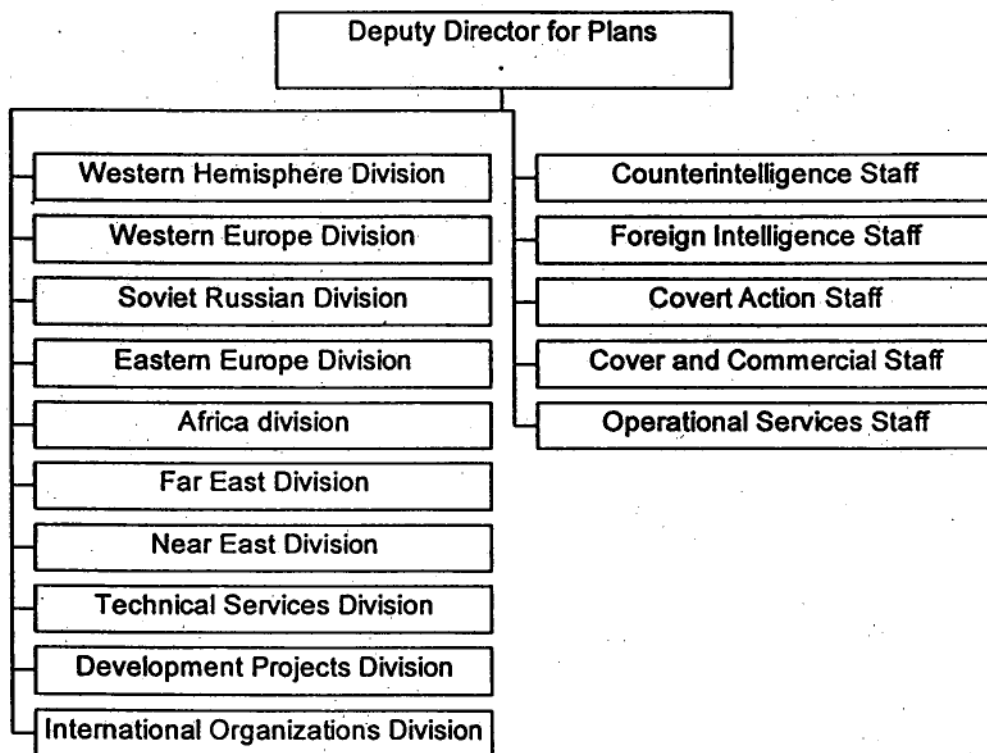 Deputy Director for Plans
Western Hemisphere Division
Western Europe Division
Soviet Russian Division
Eastern Europe Division
Africa division
Far East Division
Near East Division
Technical Services Division
Development Projects Division
International Organizations Division
Counterintelligence Staff
Foreign Intelligence Staff
Covert Action Staff
Cover and Commercial Staff
Operational Services Staff